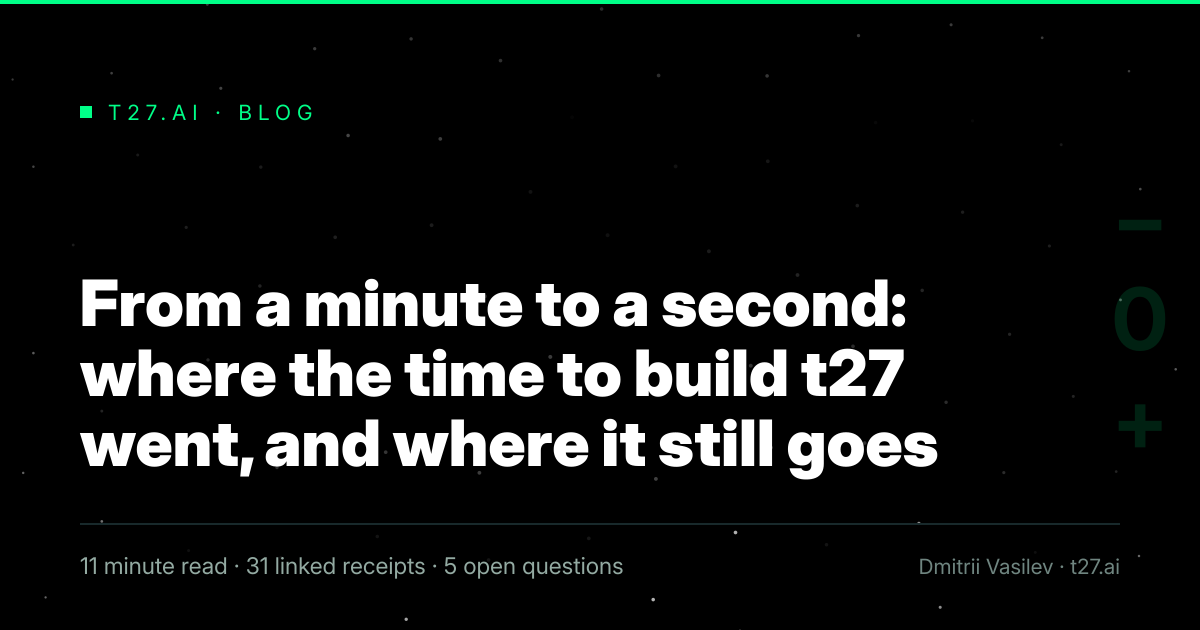 T27.AI · BLOG
From a minute to a second:
where the time to build t27
went, and where it still goes
−
0
+
11 minute read · 31 linked receipts · 5 open questions
Dmitrii Vasilev · t27.ai